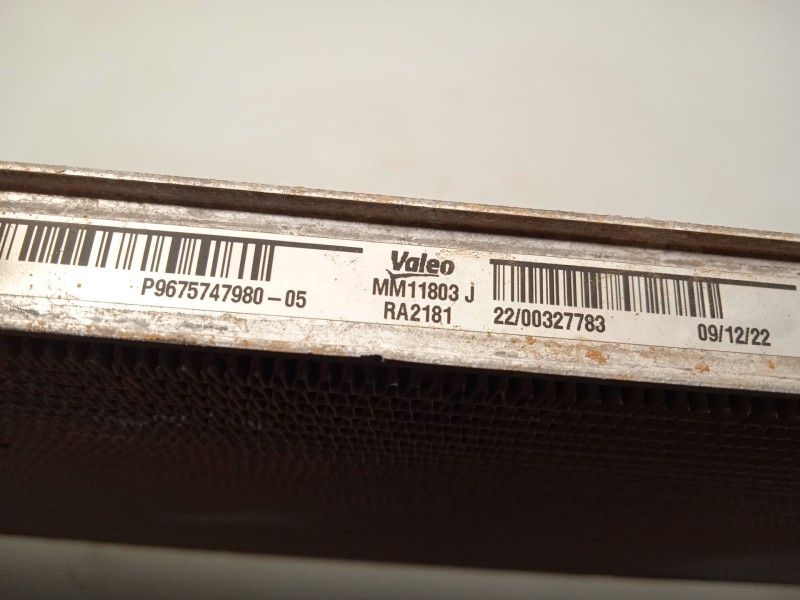 P9675747980-05
Valeo
MM11803 J
RA2181
22/00327783
09/12/22